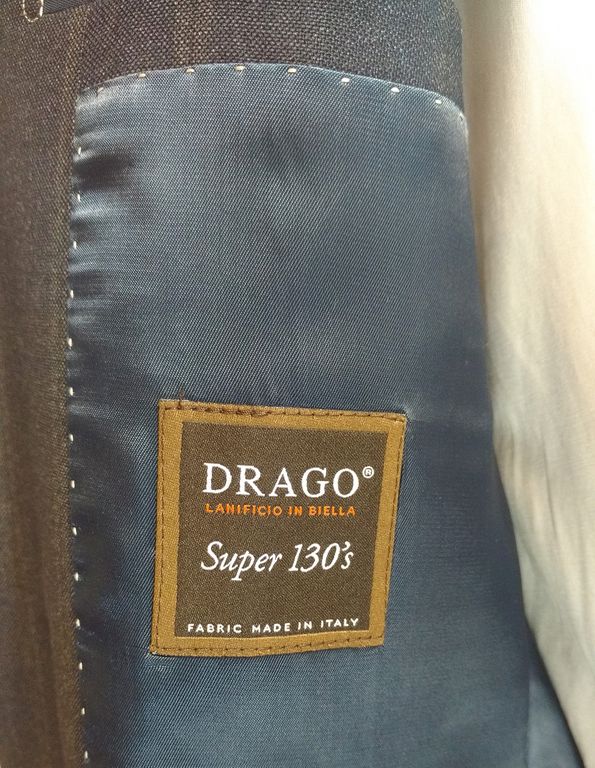 DRAGO®
LANIFICIO IN BIELLA
Super 130's
FABRIC MADE IN ITALY